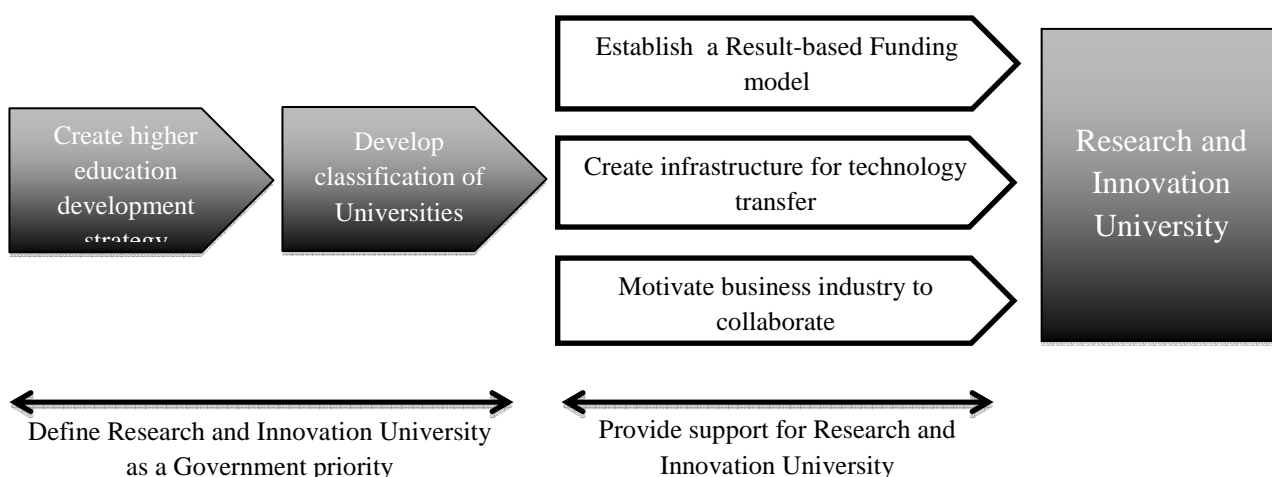 Create higher
education
development
strategy
Develop
classification of
Universities
Establish a Result-based Funding
model
Create infrastructure for technology
transfer
Motivate business industry to
collaborate
Research and
Innovation
University
Define Research and Innovation University
as a Government priority
Provide support for Research and
Innovation University